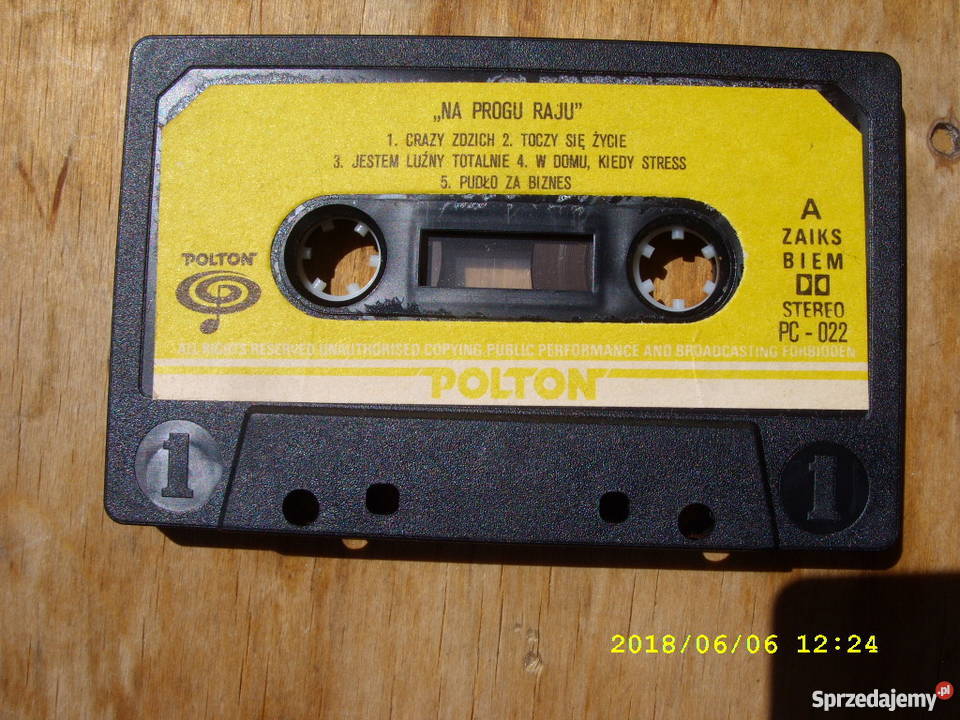 „NA PROGU RAJU”
1. CRAZY ZDZICH 2. TOCZY SIĘ ŻYCIE
3. JESTEM LUŹNY TOTALNIE 4. W DOMU, KIEDY STRESS
5. PUDŁO ZA BIZNES
A
ZAIKS
BIEM
STEREO
PC - 022
POLTON
ALL RIGHTS RESERVED UNAUTHORISED COPYING PUBLIC PERFORMANCE AND BROADCASTING FORBIDDEN
POLTON
1
1
2018/06/06 12:24
Sprzedajemy.pl